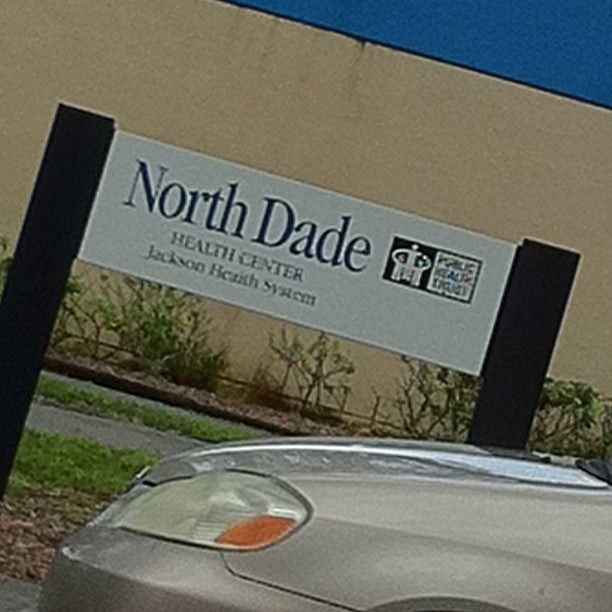 North Dade
HEALTH CENTER
Jackson Health System
PUBLIC
HEALTH
TRUST